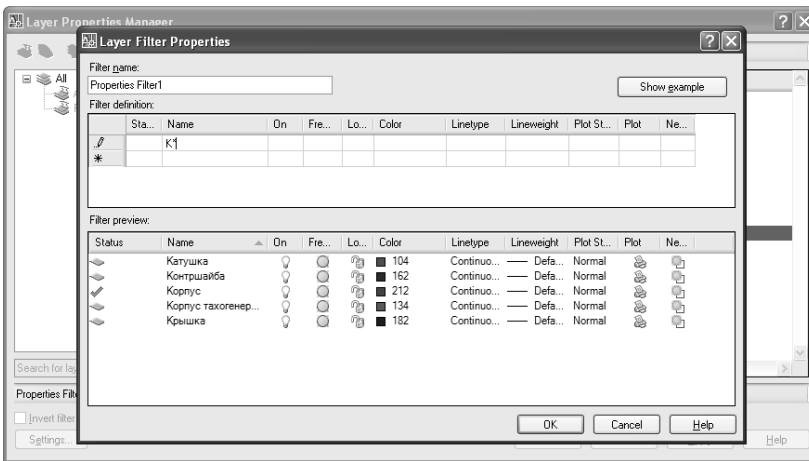 Layer Properties Manager
Layer Filter Properties
Filter name:
Properties Filter1
Show example
Filter definition:
Sta... Name On Fre... Lo... Color Linetype Lineweight Plot St... Plot Ne...
К*
Filter preview:
Status Name On Fre... Lo... Color Linetype Lineweight Plot St... Plot Ne...
Катушка 104 Continuo... Defa... Normal
Контршайба 162 Continuo... Defa... Normal
Корпус 212 Continuo... Defa... Normal
Корпус тахогенер... 134 Continuo... Defa... Normal
Крышка 182 Continuo... Defa... Normal
OK Cancel Help
All
Search for lay
Properties Filte
Invert filter
Settings...
Help